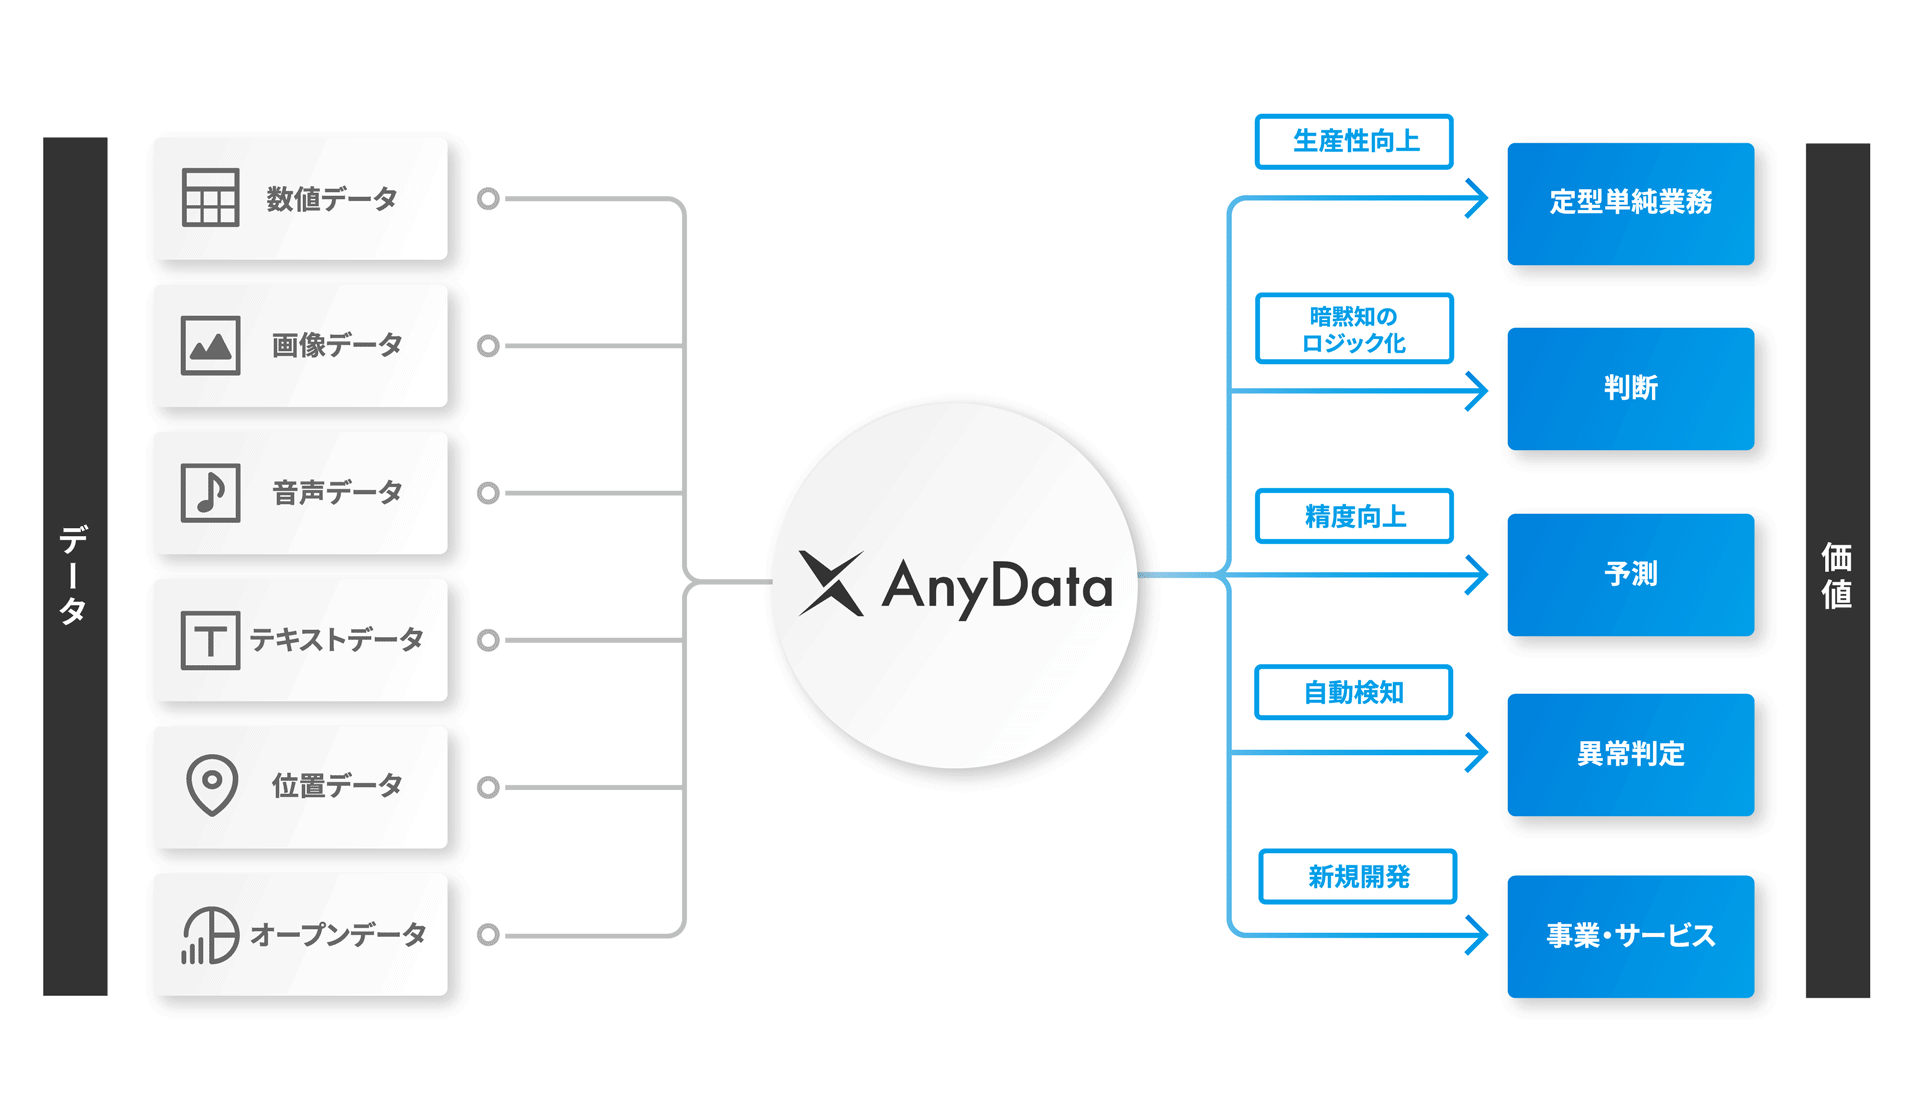 データ
数値データ
画像データ
音声データ
テキストデータ
位置データ
オープンデータ
AnyData
生産性向上
定型単純業務
暗黙知の
ロジック化
判断
精度向上
予測
自動検知
異常判定
新規開発
事業・サービス
価値